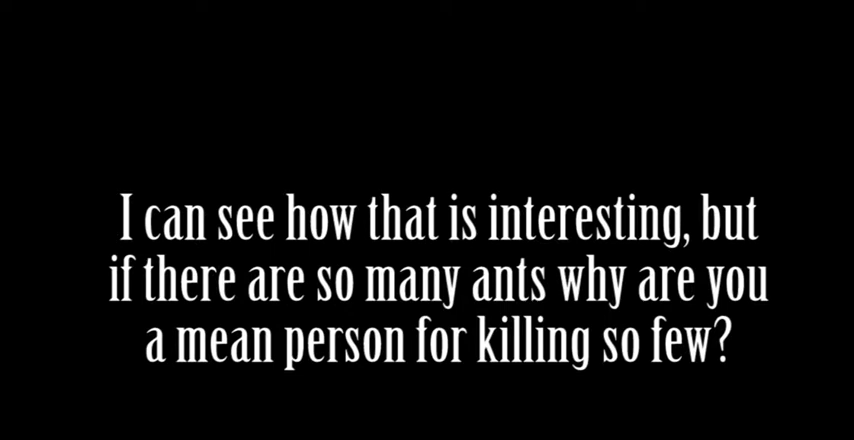 I can see how that is interesting, but
if there are so many ants why are you
a mean person for killing so few?